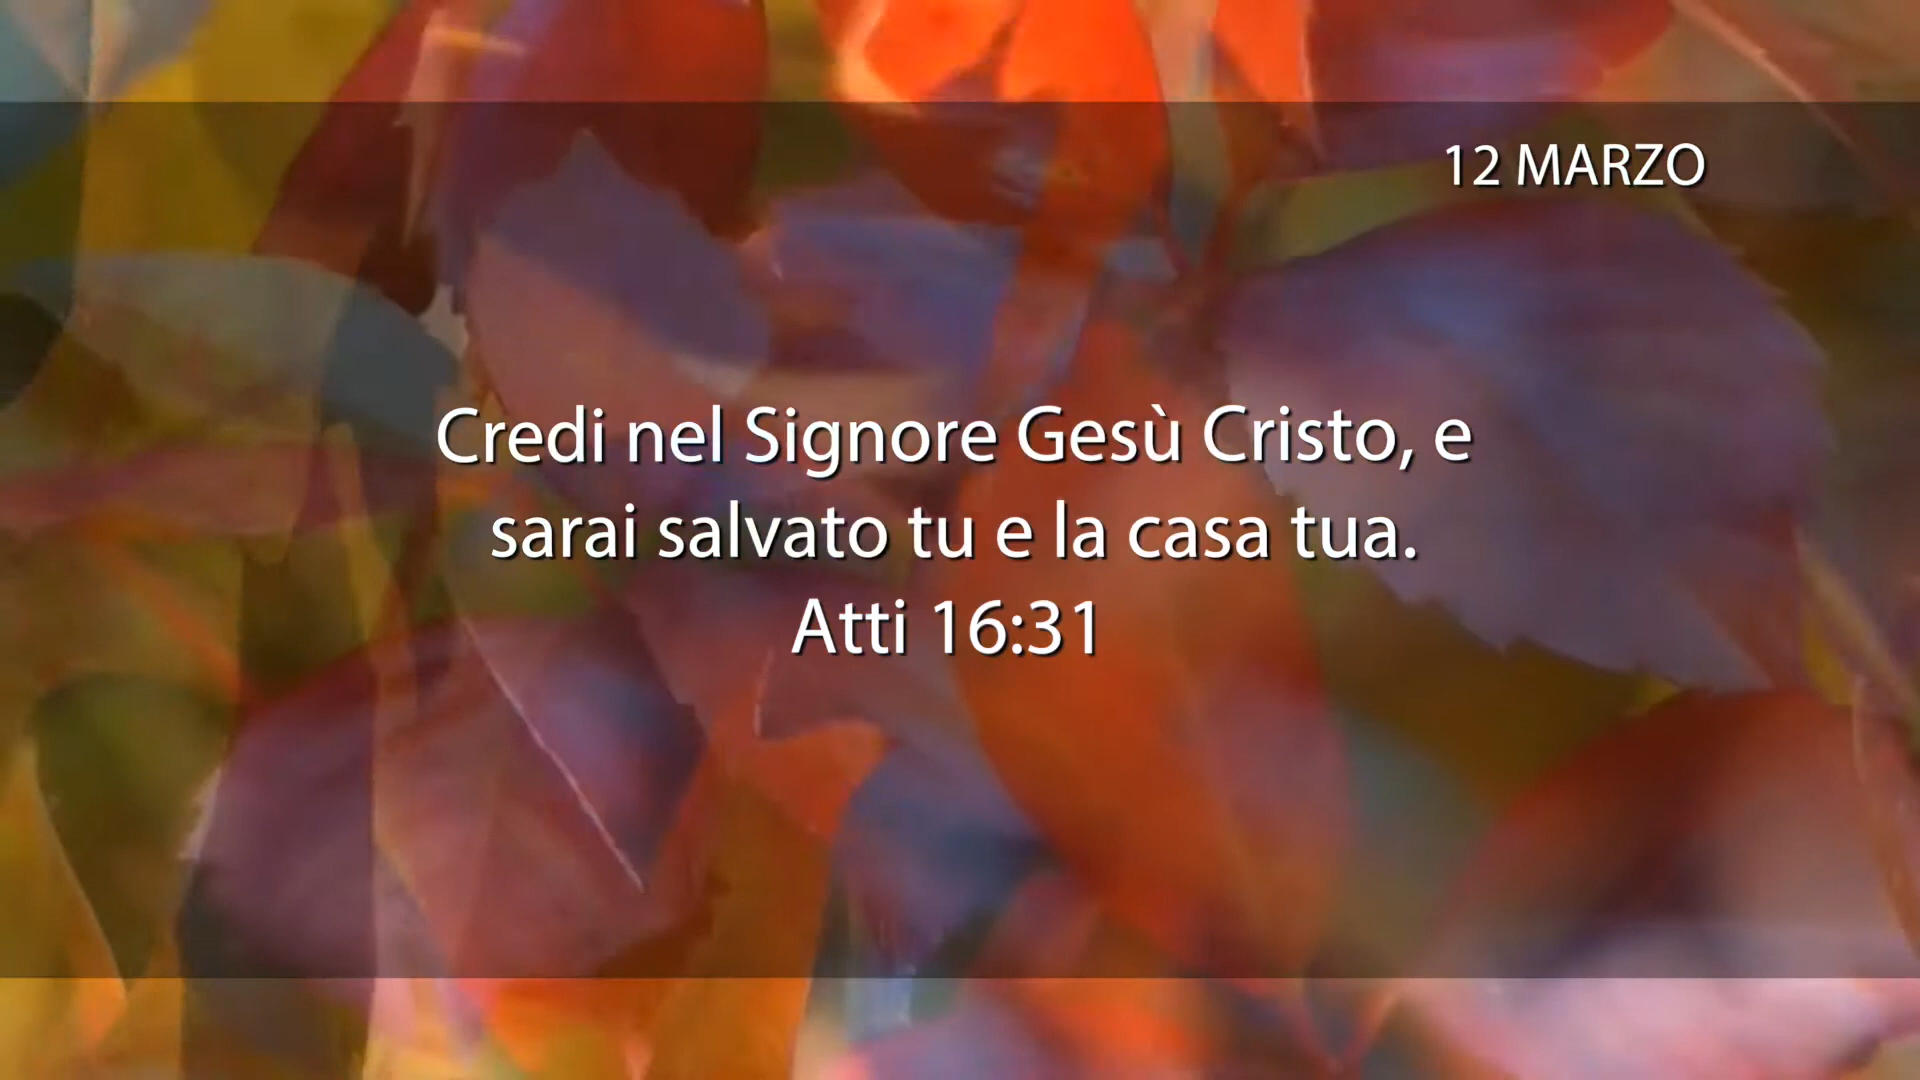 12 MARZO
Credi nel Signore Gesù Cristo, e
sarai salvato tu e la casa tua.
Atti 16:31